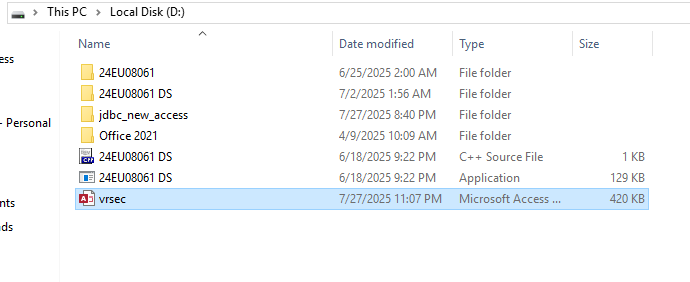 This PC > Local Disk (D:)
Name Date modified Type Size
24EU08061 6/25/2025 2:00 AM File folder
ess
24EU08061 DS 7/2/2025 1:56 AM File folder
jdbc_new_access 7/27/2025 8:40 PM File folder
- Personal
Office 2021 4/9/2025 10:09 AM File folder
24EU08061 DS 6/18/2025 9:22 PM C++ Source File 1 KB
24EU08061 DS 6/18/2025 9:22 PM Application 129 KB
vrsec 7/27/2025 11:07 PM Microsoft Access ... 420 KB
nts
ds